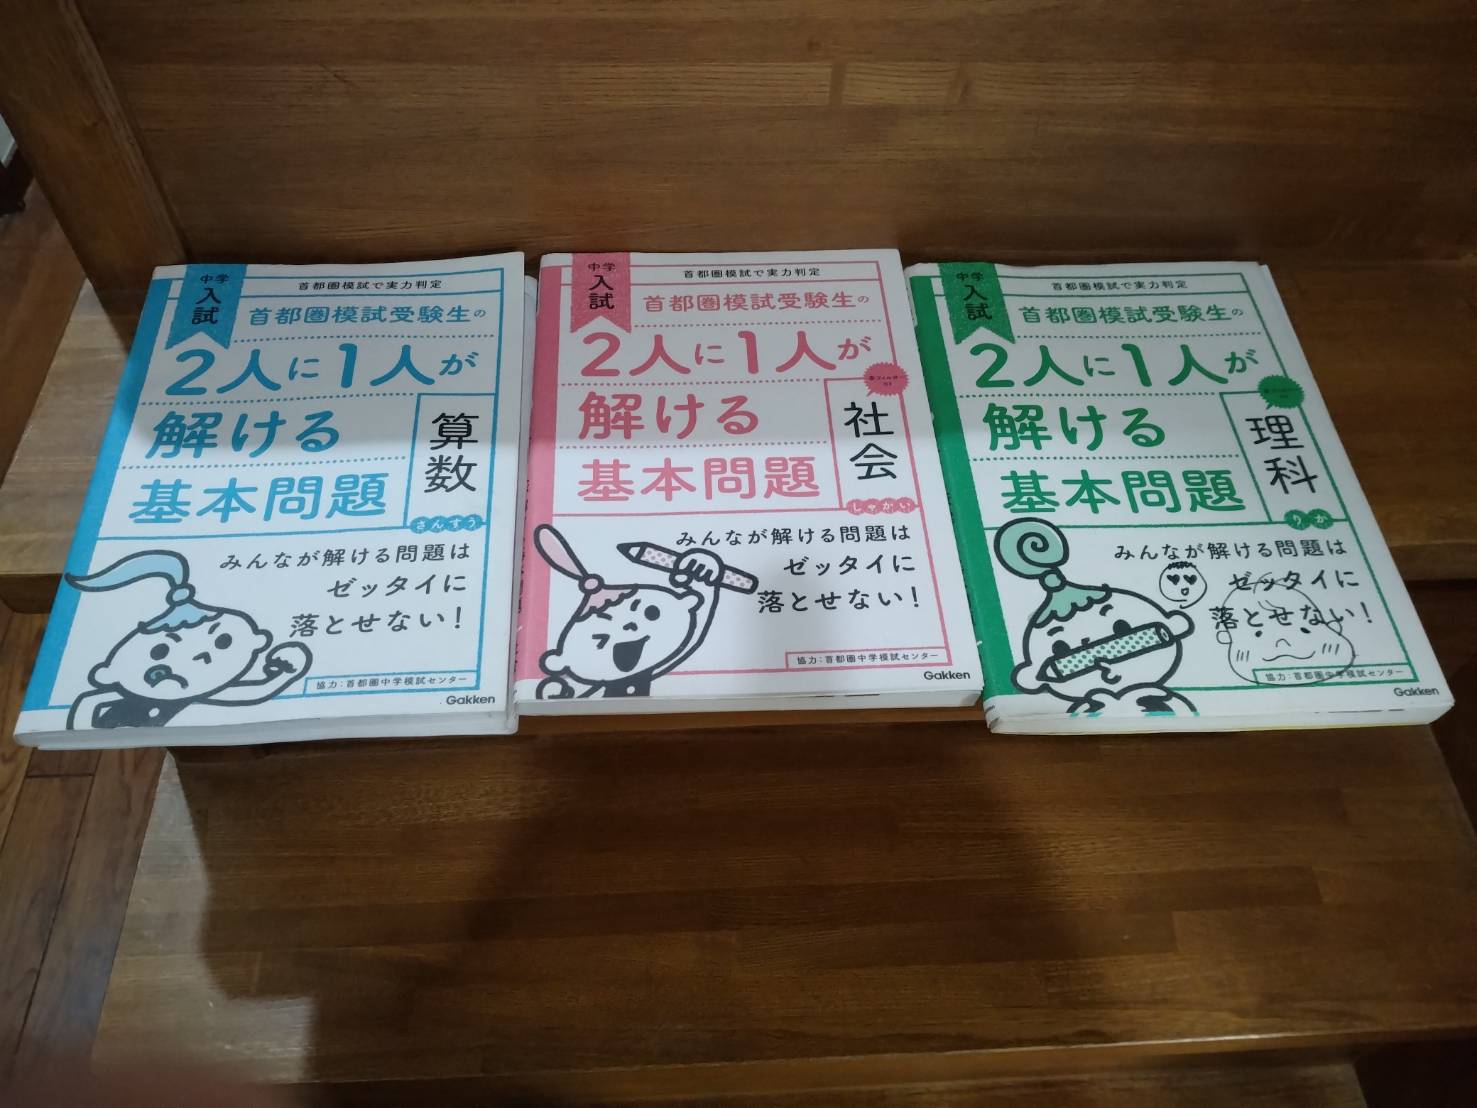 中学入試
首都圏模試で実力判定
首都圏模試受験生の
2人に1人が
解ける
基本問題
算数
さんすう
みんなが解ける問題は
ゼッタイに
落とせない!
協力:首都圏中学模試センター
Gakken
中学入試
首都圏模試で実力判定
首都圏模試受験生の
2人に1人が
解ける
基本問題
社会
しゃかい
みんなが解ける問題は
ゼッタイに
落とせない!
協力:首都圏中学模試センター
Gakken
中学入試
首都圏模試で実力判定
首都圏模試受験生の
2人に1人が
解ける
基本問題
理科
りか
みんなが解ける問題は
ゼッタイに
落とせない!
協力:首都圏中学模試センター
Gakken